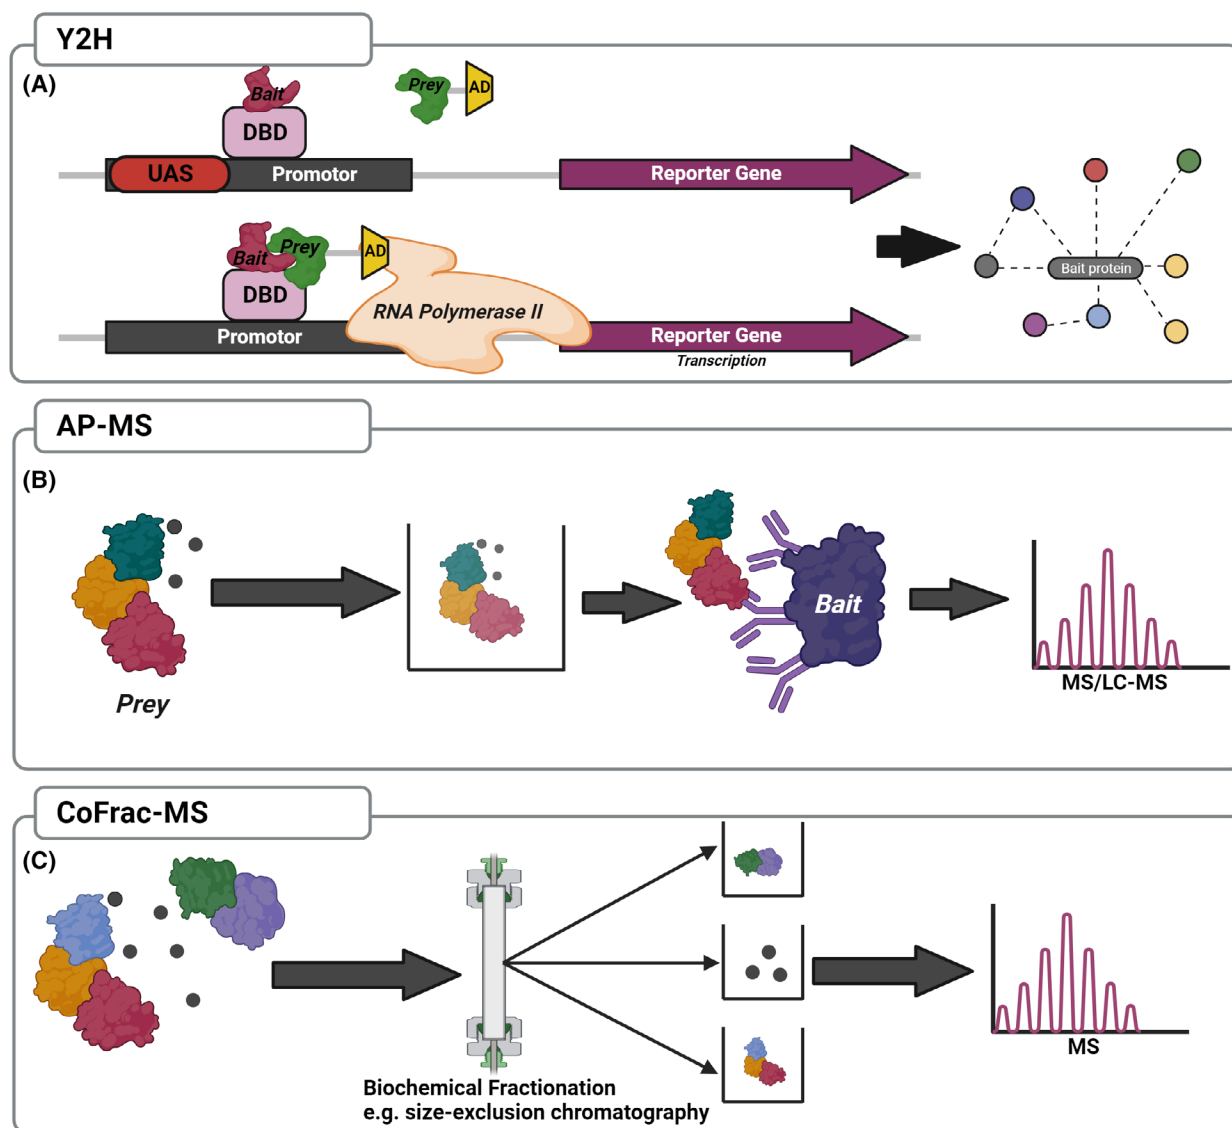 Y2H
(A)
Bait
Prey
AD
DBD
UAS
Promotor
Reporter Gene
Bait
Prey
AD
DBD
RNA Polymerase II
Promotor
Reporter Gene
Transcription
Bait protein
AP-MS
(B)
Prey
Bait
MS/LC-MS
CoFrac-MS
(C)
Biochemical Fractionation
e.g. size-exclusion chromatography
MS